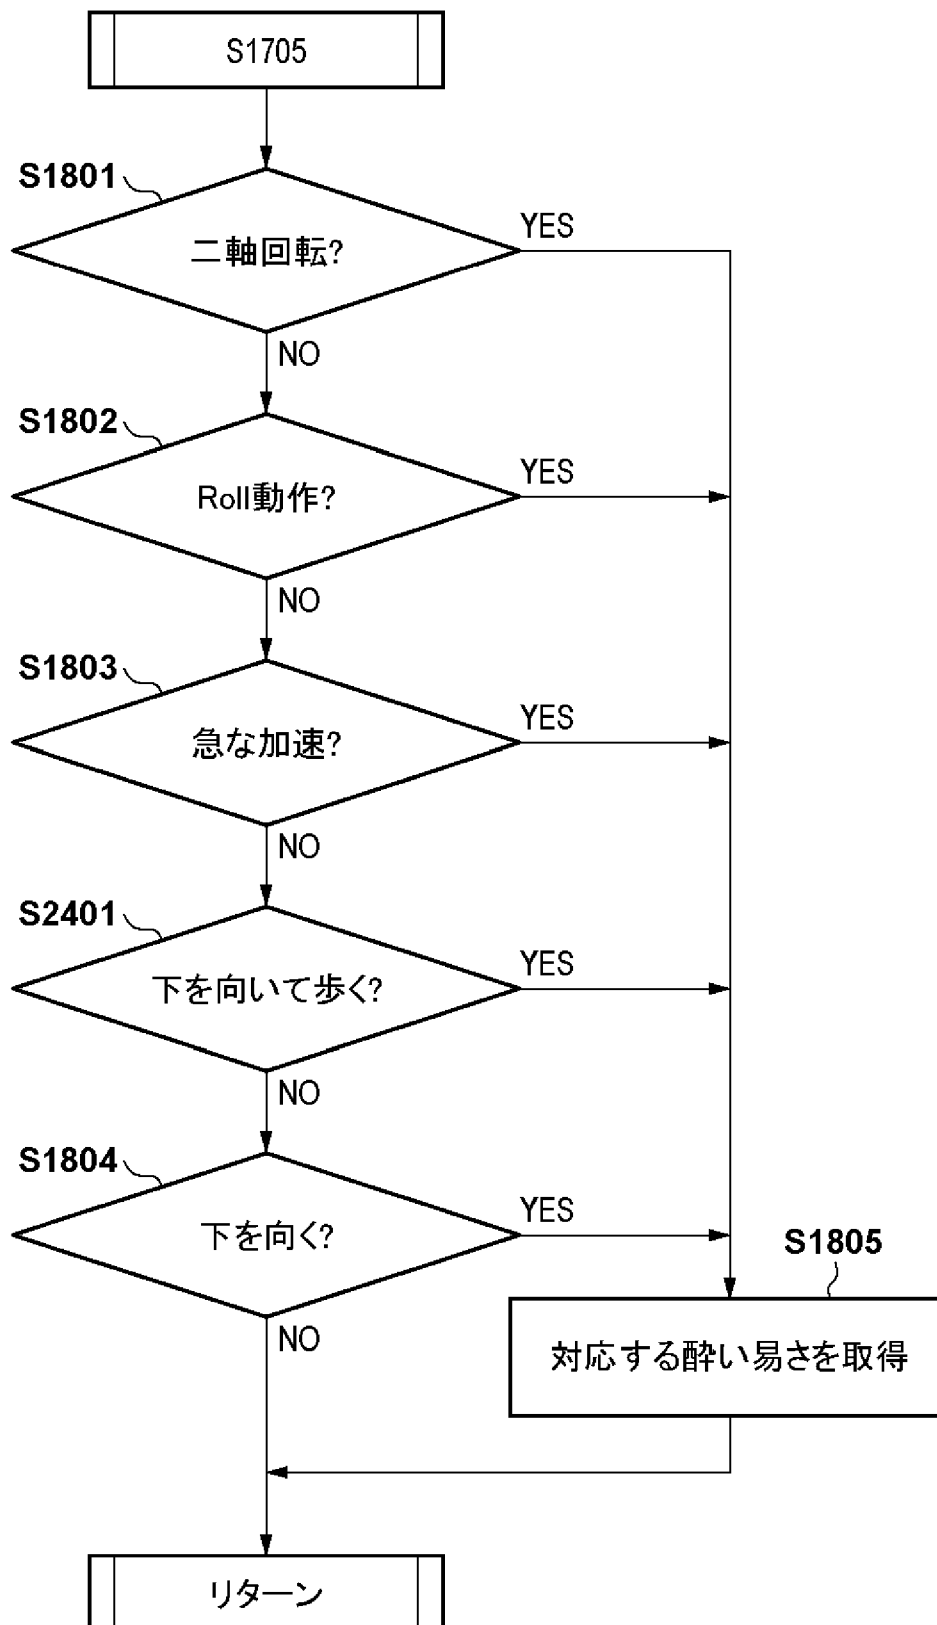 S1705
S1801
二軸回転?
YES
NO
S1802
Roll動作?
YES
NO
S1803
急な加速?
YES
NO
S2401
下を向いて歩く?
YES
NO
S1804
下を向く?
YES
NO
S1805
対応する酔い易さを取得
リターン